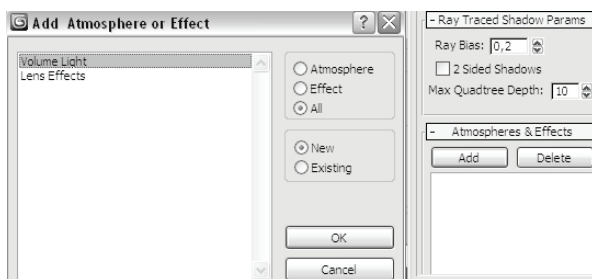 Add Atmosphere or Effect
Volume Light
Lens Effects
Atmosphere
Effect
All
New
Existing
OK
Cancel
- Ray Traced Shadow Params
Ray Bias: 0,2
2 Sided Shadows
Max Quadtree Depth: 10
- Atmospheres & Effects
Add Delete